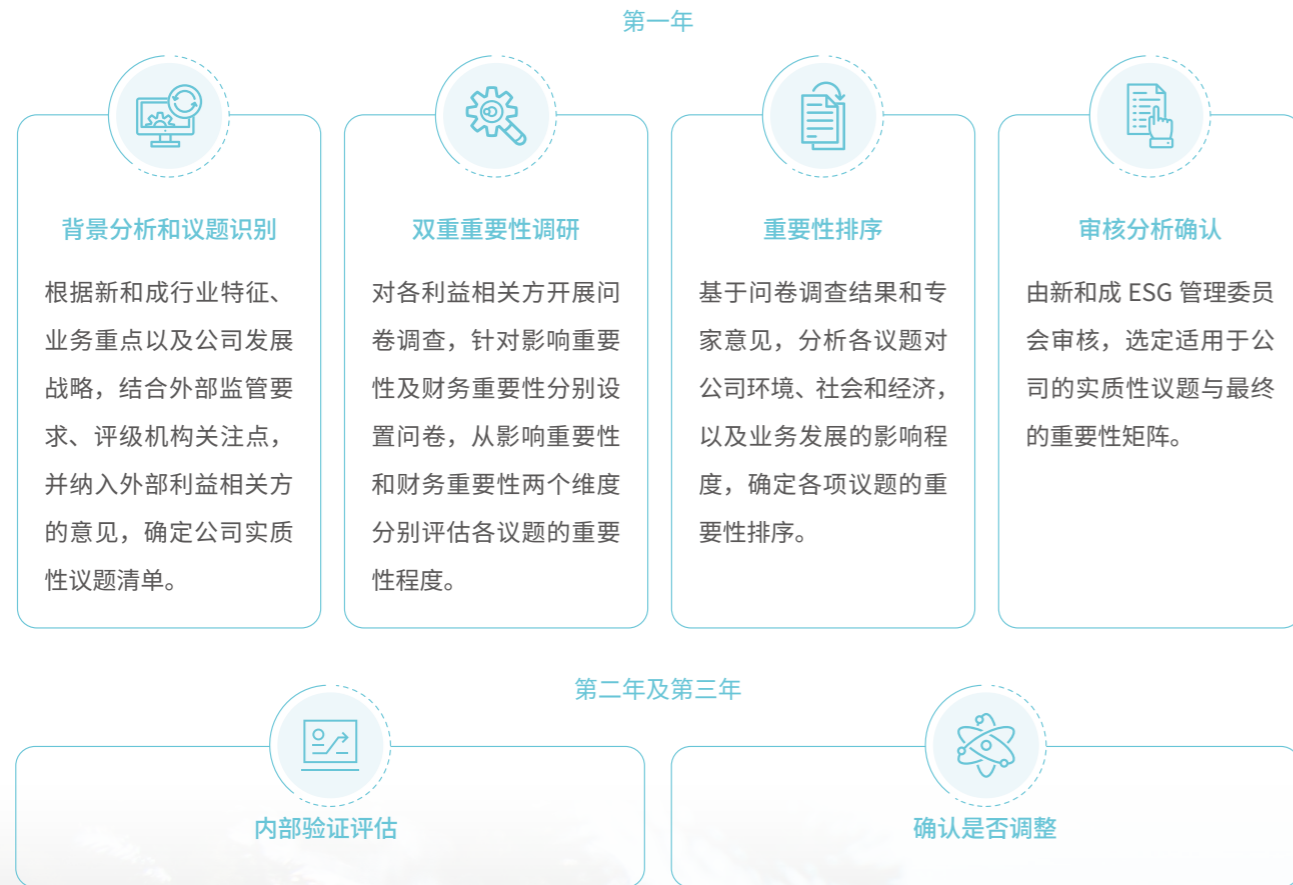 第一年
背景分析和议题识别
根据新和成行业特征、
业务重点以及公司发展
战略，结合外部监管要
求、评级机构关注点，
并纳入外部利益相关方
的意见，确定公司实质
性议题清单。
双重重要性调研
对各利益相关方开展问
卷调查，针对影响重要
性及财务重要性分别设
置问卷，从影响重要性
和财务重要性两个维度
分别评估各议题的重要
性程度。
重要性排序
基于问卷调查结果和专
家意见，分析各议题对
公司环境、社会和经济，
以及业务发展的影响程
度，确定各项议题的重
要性排序。
审核分析确认
由新和成 ESG 管理委员
会审核，选定适用于公
司的实质性议题与最终
的重要性矩阵。
第二年及第三年
内部验证评估
确认是否调整